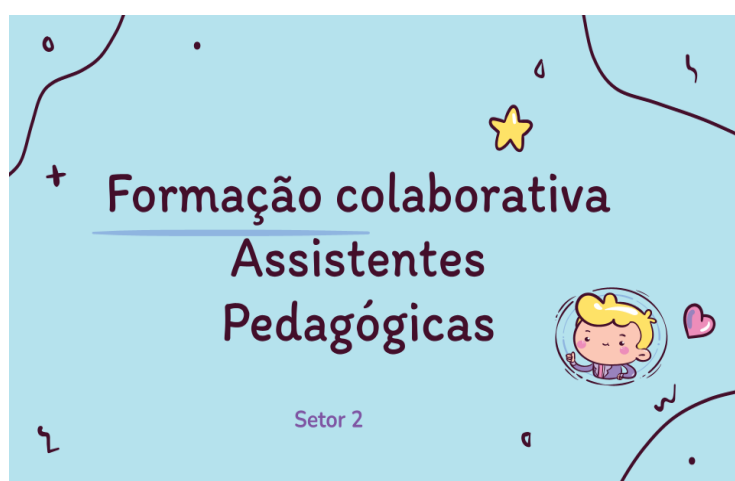 Formação colaborativa
Assistentes
Pedagógicas
Setor 2